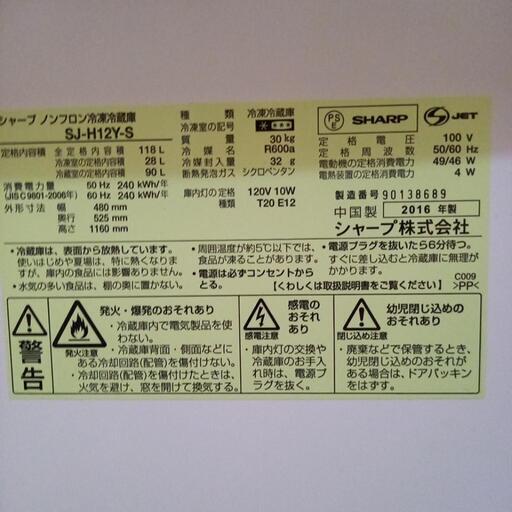 シャープ ノンフロン冷凍冷蔵庫
SJ-H12Y-S
定格内容積 全定格内容積 118 L
冷凍室の定格内容積 28 L
冷蔵室の定格内容積 90 L
消費電力量 50 Hz 240 kWh/年
(JIS C 9801-2006年) 60 Hz 240 kWh/年
外形寸法 幅 480 mm
奥行 525 mm
高さ 1160 mm
種類 冷凍冷蔵庫
冷凍室の記号
質量 30 kg
冷媒名 R600a
冷媒封入量 32 g
断熱発泡ガス シクロペンタン
庫内灯の定格 120V 10W
種類 T20 E12
PS E SHARP JET
定格電圧 100 V
定格周波数 50/60 Hz
電動機の定格消費電力 49/46 W
電熱装置の定格消費電力 4 W
製造番号 90138689
中国製 2016 年製
シャープ株式会社
・冷蔵庫は、表面から放熱しています。
使いはじめや夏場は、特に熱くなりますが、庫内の食品には影響ありません。
・水気の多い食品は、棚の奥に置かない。
・周囲温度が約5℃以下では、食品が凍ることがあります。
・電源は必ずコンセントからとる。
・電源プラグを抜いたら5 6分待つ。
すぐに差し込むと冷蔵庫に無理がかかります。
【くわしくは取扱説明書をご覧ください】
C009
>PP<
警告
発火注意
発火・爆発のおそれあり
・冷蔵庫内で電気製品を使わない。
・冷蔵庫背面・側面などにある冷却回路(配管)を傷付けない。
・冷却回路(配管)を傷付けたときは、火気を避け、窓を開けて換気する。
感電注意
感電のおそれあり
・庫内灯の交換や冷蔵庫のお手入れ時は、電源プラグを抜く。
閉じ込め注意
幼児閉じ込めのおそれあり
・廃棄などで保管するとき、幼児閉じ込めのおそれがある場合は、ドアパッキンをはずす。